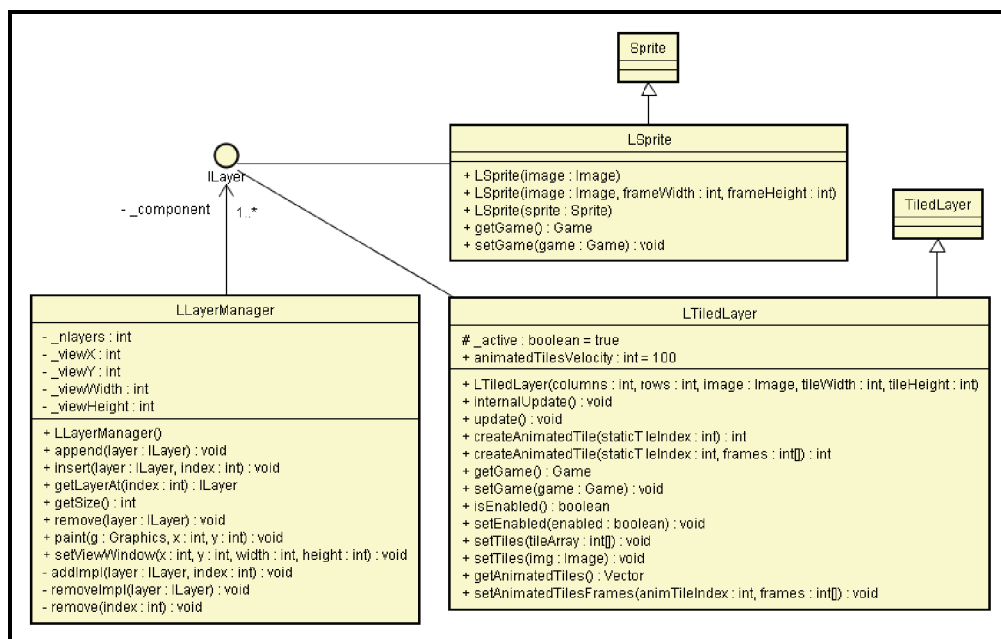 Sprite
LSprite
+ LSprite(image : Image)
+ LSprite(image : Image, frameWidth : int, frameHeight : int)
+ LSprite(sprite : Sprite)
+ getGame() : Game
+ setGame(game : Game) : void
ILayer
- _component
1..*
TiledLayer
LLayerManager
- _nlayers : int
- _viewX : int
- _viewY : int
- _viewWidth : int
- _viewHeight : int
+ LLayerManager()
+ append(layer : ILayer) : void
+ insert(layer : ILayer, index : int) : void
+ getLayerAt(index : int) : ILayer
+ getSize() : int
+ remove(layer : ILayer) : void
+ paint(g : Graphics, x : int, y : int) : void
+ setViewWindow(x : int, y : int, width : int, height : int) : void
- addImpl(layer : ILayer, index : int) : void
- removeImpl(layer : ILayer) : void
- remove(index : int) : void
LTiledLayer
# _active : boolean = true
+ animatedTilesVelocity : int = 100
+ LTiledLayer(columns : int, rows : int, image : Image, tileWidth : int, tileHeight : int)
+ internalUpdate() : void
+ update() : void
+ createAnimatedTile(staticTileIndex : int) : int
+ createAnimatedTile(staticTileIndex : int, frames : int[]) : int
+ getGame() : Game
+ setGame(game : Game) : void
+ isEnabled() : boolean
+ setEnabled(enabled : boolean) : void
+ setTiles(tileArray : int[]) : void
+ setTiles(img : Image) : void
+ getAnimatedTiles() : Vector
+ setAnimatedTilesFrames(animTileIndex : int, frames : int[]) : void